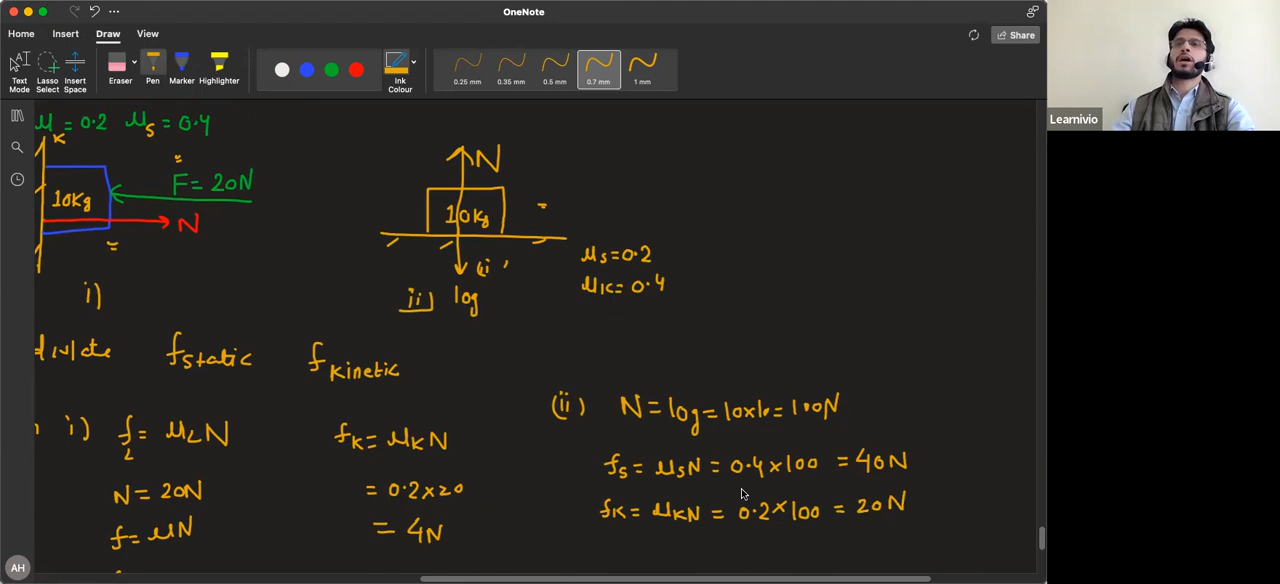 OneNote
Home Insert Draw View
Share
Text Mode
Lasso Select
Insert Space
Eraser
Pen
Marker
Highlighter
Ink Colour
0.25 mm
0.35 mm
0.5 mm
0.7 mm
1 mm
Learnivio
μK = 0.2 μS = 0.4
10Kg
F = 20N
N
i)
N
10Kg
ii) 10g
μS = 0.2
μK = 0.4
fStatic fKinetic
i) fL = μLN
N = 20N
f = μN
fK = μKN
= 0.2×20
= 4N
(ii) N = 10g = 10×10 = 100N
fS = μSN = 0.4×100 = 40N
fK = μKN = 0.2×100 = 20N
AH